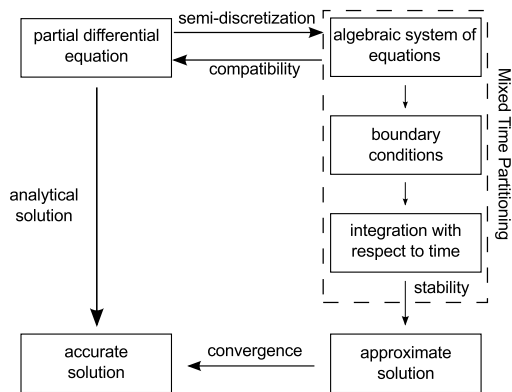 semi-discretization
partial differential
equation
algebraic system of
equations
compatibility
Mixed Time Partitioning
boundary
conditions
analytical
solution
integration with
respect to time
stability
accurate
solution
convergence
approximate
solution